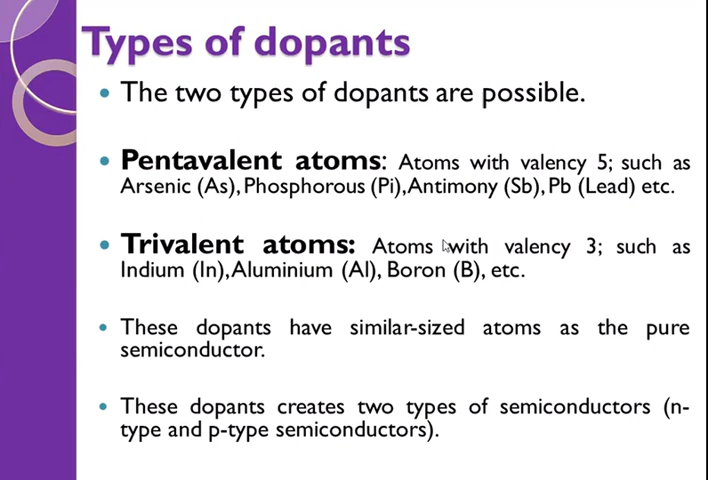 Types of dopants
The two types of dopants are possible.
Pentavalent atoms: Atoms with valency 5; such as
Arsenic (As), Phosphorous (Pi),Antimony (Sb), Pb (Lead) etc.
Trivalent atoms: Atoms with valency 3; such as
Indium (In),Aluminium (Al), Boron (B), etc.
These dopants have similar-sized atoms as the pure
semiconductor.
These dopants creates two types of semiconductors (n-
type and p-type semiconductors).